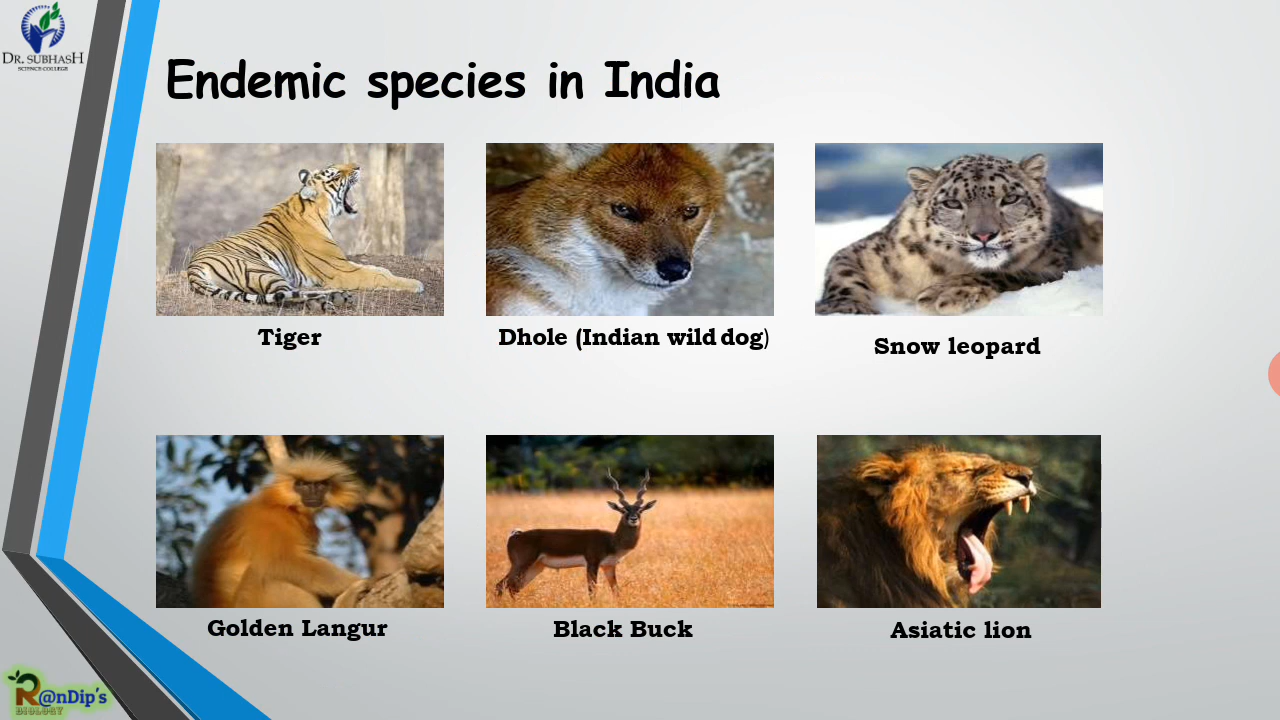 DR. SUBHASH
SCIENCE COLLEGE
Endemic species in India
Tiger
Dhole (Indian wild dog)
Snow leopard
Golden Langur
Black Buck
Asiatic lion
R@nDip's
BIOLOGY